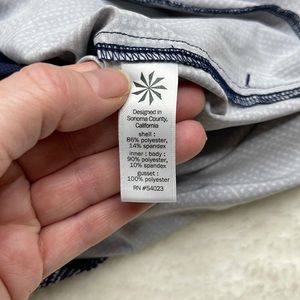 Designed in
Sonoma County,
California
shell :
86% polyester,
14% spandex
inner : body :
90% polyester,
10% spandex
gusset :
100% polyester
RN #54023